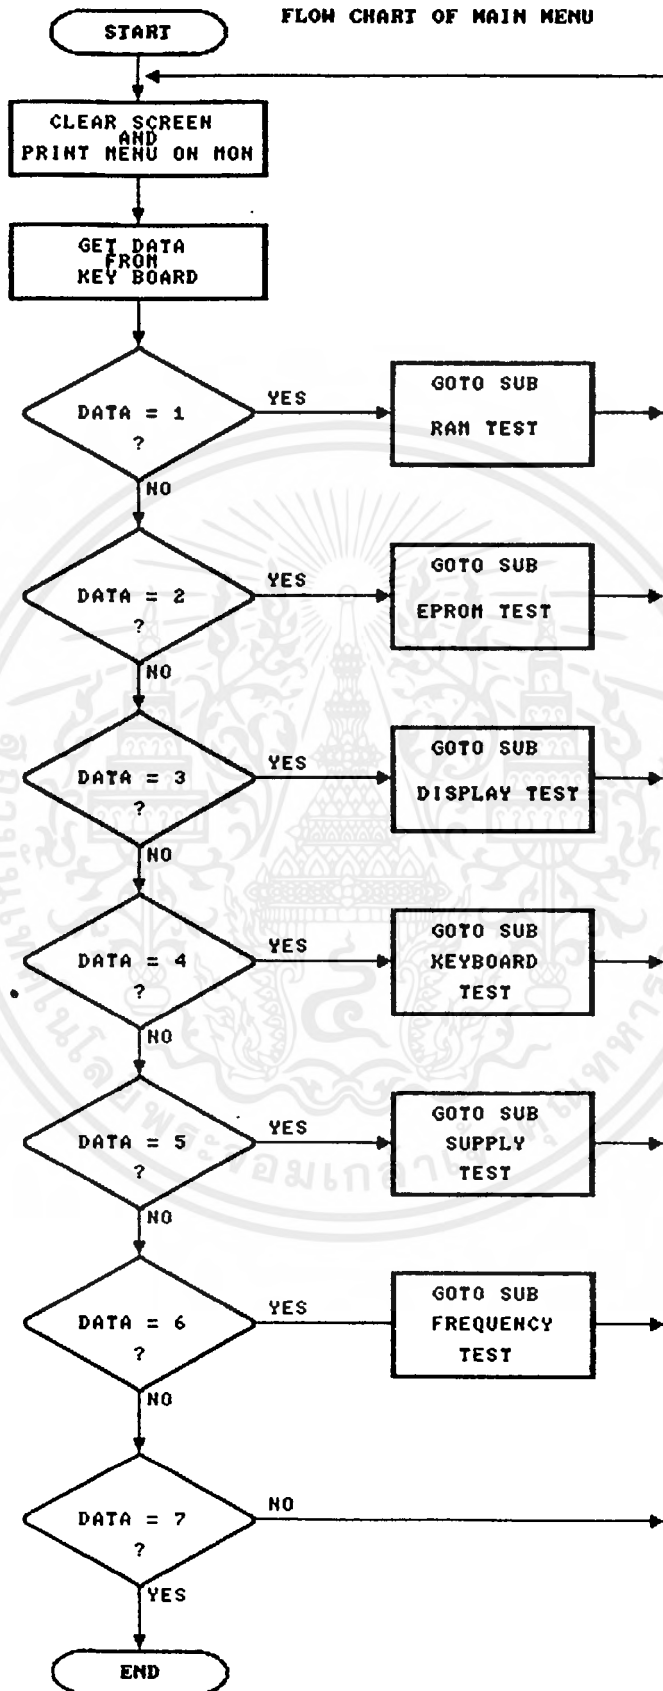 FLOW CHART OF MAIN MENU
START
CLEAR SCREEN
AND
PRINT MENU ON MON
GET DATA
FROM
KEY BOARD
DATA = 1
?
YES
GOTO SUB
RAM TEST
NO
DATA = 2
?
YES
GOTO SUB
EPROM TEST
NO
DATA = 3
?
YES
GOTO SUB
DISPLAY TEST
NO
DATA = 4
?
YES
GOTO SUB
KEYBOARD
TEST
NO
DATA = 5
?
YES
GOTO SUB
SUPPLY
TEST
NO
DATA = 6
?
YES
GOTO SUB
FREQUENCY
TEST
NO
DATA = 7
?
NO
YES
END